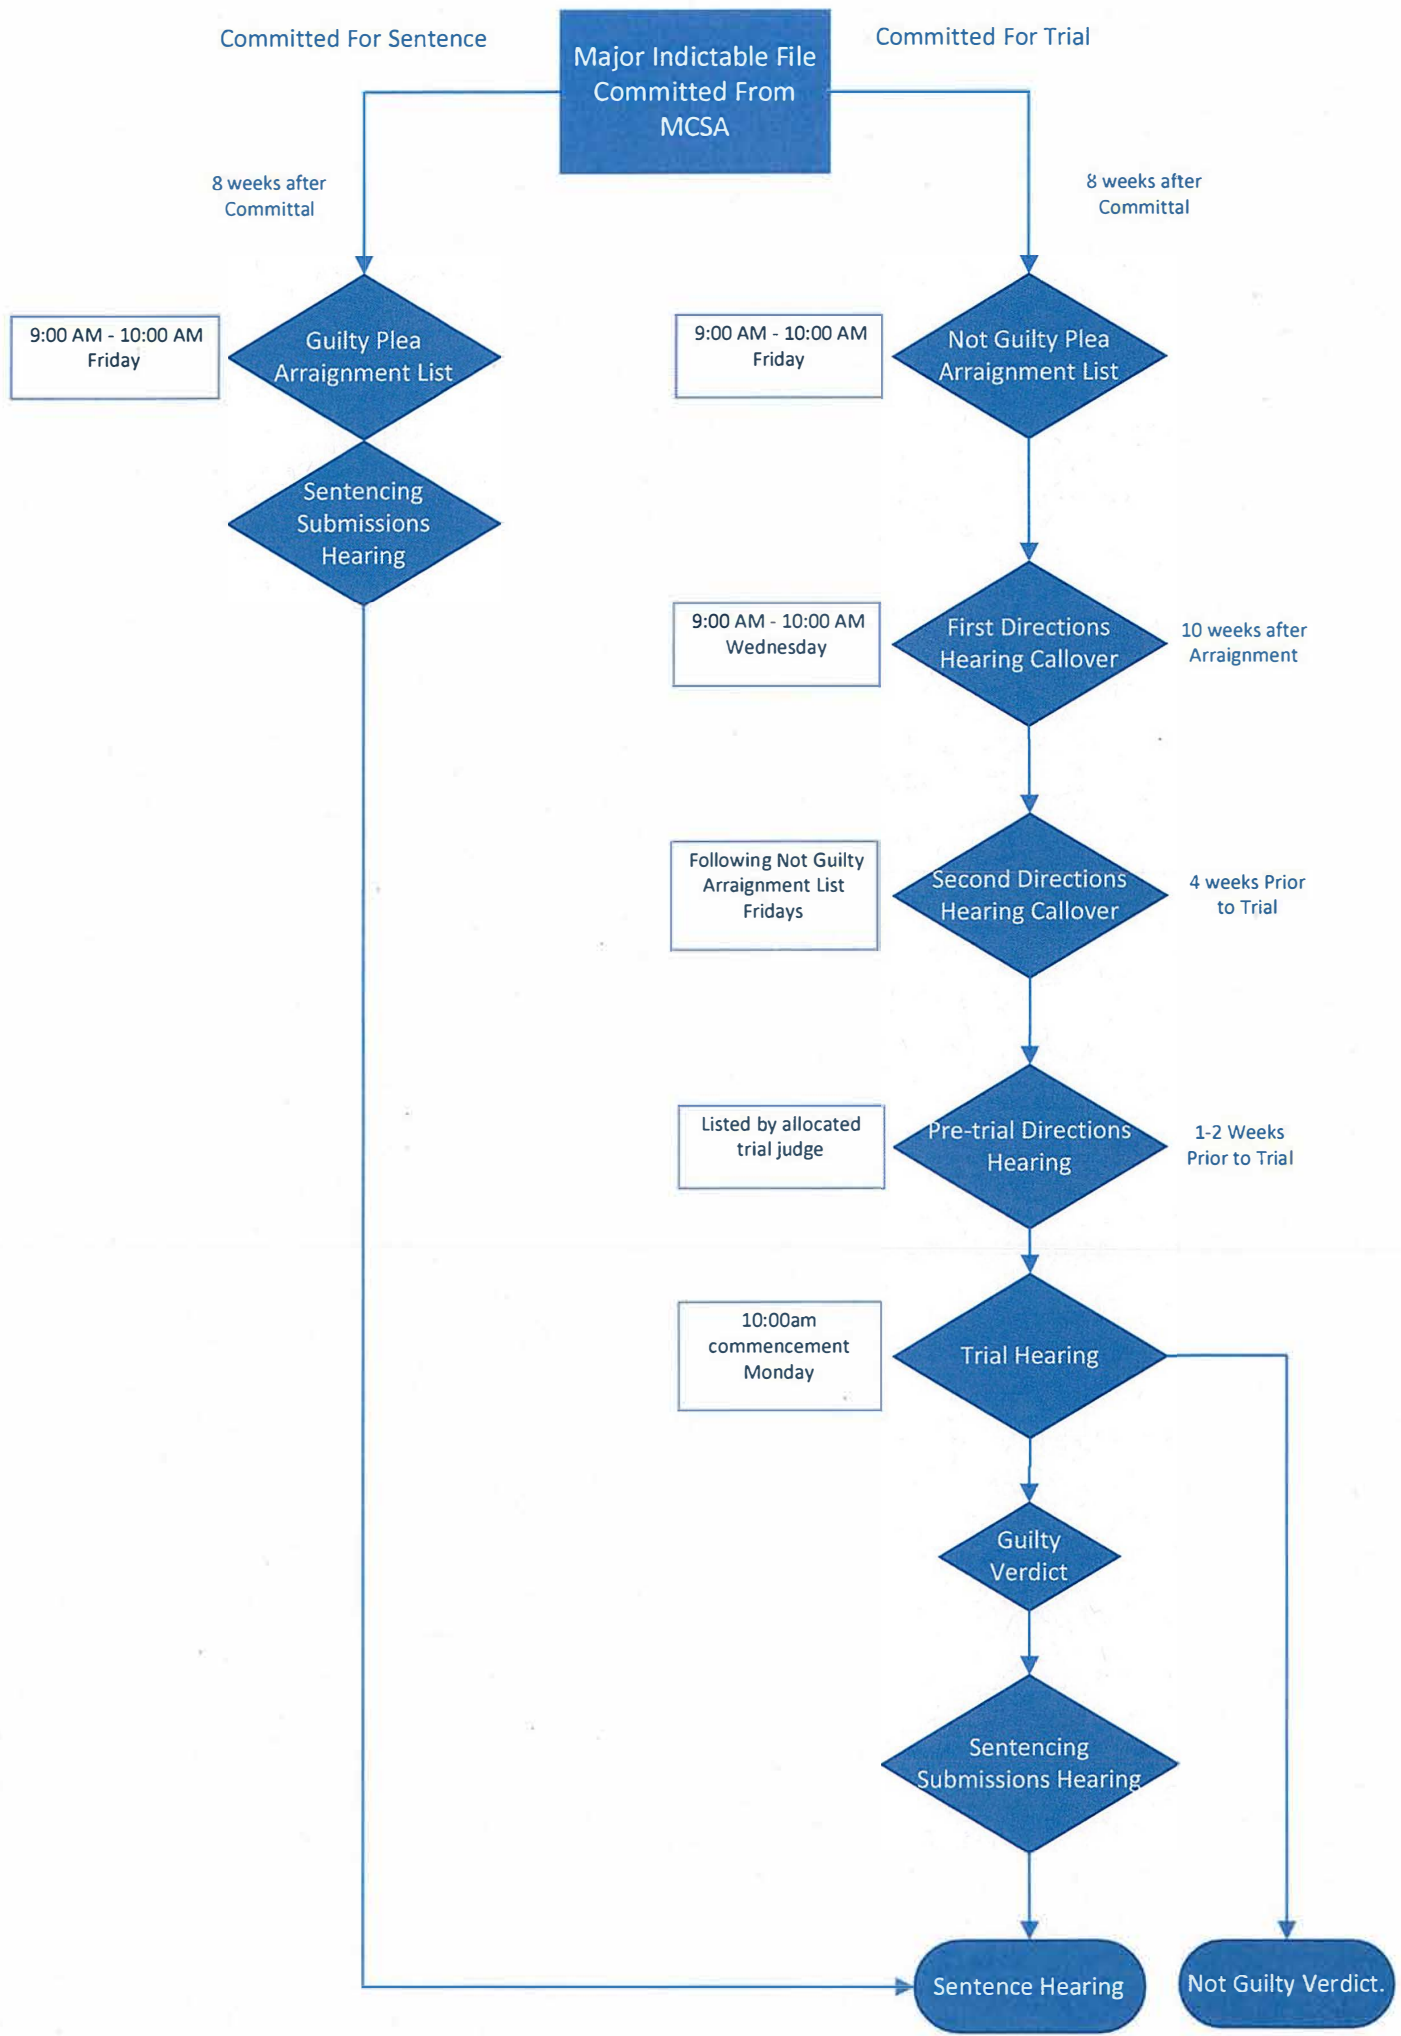 Committed For Sentence
Major Indictable File
Committed From
MCSA
Committed For Trial
8 weeks after
Committal
8 weeks after
Committal
9:00 AM - 10:00 AM
Friday
Guilty Plea
Arraignment List
9:00 AM - 10:00 AM
Friday
Not Guilty Plea
Arraignment List
Sentencing
Submissions
Hearing
9:00 AM - 10:00 AM
Wednesday
First Directions
Hearing Callover
10 weeks after
Arraignment
Following Not Guilty
Arraignment List
Fridays
Second Directions
Hearing Callover
4 weeks Prior
to Trial
Listed by allocated
trial judge
Pre-trial Directions
Hearing
1-2 Weeks
Prior to Trial
10:00am
commencement
Monday
Trial Hearing
Guilty
Verdict
Sentencing
Submissions Hearing
Sentence Hearing
Not Guilty Verdict.